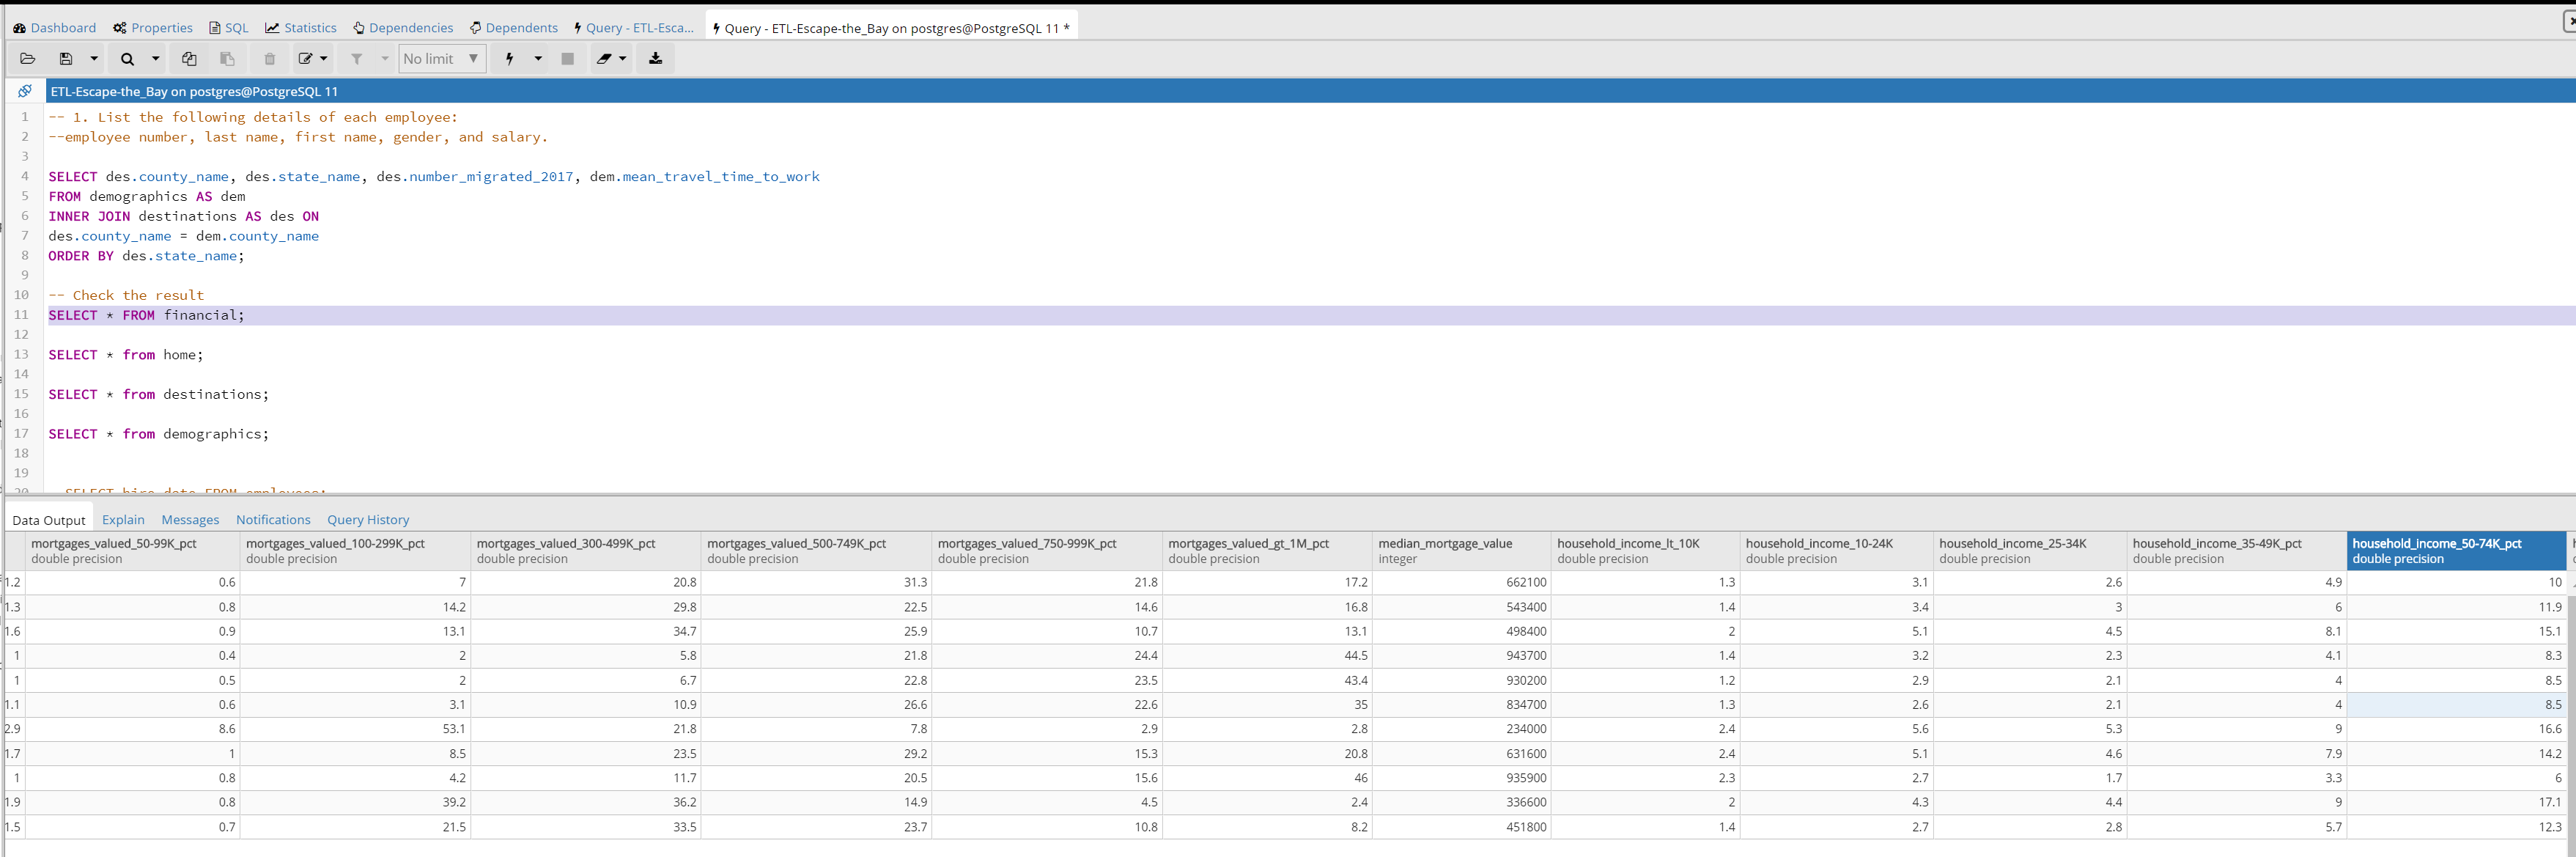 Dashboard Properties SQL Statistics Dependencies Dependents Query - ETL-Esca... Query - ETL-Escape-the_Bay on postgres@PostgreSQL 11 *
No limit
ETL-Escape-the_Bay on postgres@PostgreSQL 11
1 -- 1. List the following details of each employee:
2 --employee number, last name, first name, gender, and salary.
3
4 SELECT des.county_name, des.state_name, des.number_migrated_2017, dem.mean_travel_time_to_work
5 FROM demographics AS dem
6 INNER JOIN destinations AS des ON
7 des.county_name = dem.county_name
8 ORDER BY des.state_name;
9
10 -- Check the result
11 SELECT * FROM financial;
12
13 SELECT * from home;
14
15 SELECT * from destinations;
16
17 SELECT * from demographics;
18
19
Data Output Explain Messages Notifications Query History
mortgages_valued_50-99K_pct mortgages_valued_100-299K_pct mortgages_valued_300-499K_pct mortgages_valued_500-749K_pct mortgages_valued_750-999K_pct mortgages_valued_gt_1M_pct median_mortgage_value household_income_lt_10K household_income_10-24K household_income_25-34K household_income_35-49K_pct household_income_50-74K_pct
double precision double precision double precision double precision double precision double precision integer double precision double precision double precision double precision double precision
1.2 0.6 7 20.8 31.3 21.8 17.2 662100 1.3 3.1 2.6 4.9 10
1.3 0.8 14.2 29.8 22.5 14.6 16.8 543400 1.4 3.4 3 6 11.9
1.6 0.9 13.1 34.7 25.9 10.7 13.1 498400 2 5.1 4.5 8.1 15.1
1 0.4 2 5.8 21.8 24.4 44.5 943700 1.4 3.2 2.3 4.1 8.3
1 0.5 2 6.7 22.8 23.5 43.4 930200 1.2 2.9 2.1 4 8.5
1.1 0.6 3.1 10.9 26.6 22.6 35 834700 1.3 2.6 2.1 4 8.5
2.9 8.6 53.1 21.8 7.8 2.9 2.8 234000 2.4 5.6 5.3 9 16.6
1.7 1 8.5 23.5 29.2 15.3 20.8 631600 2.4 5.1 4.6 7.9 14.2
1 0.8 4.2 11.7 20.5 15.6 46 935900 2.3 2.7 1.7 3.3 6
1.9 0.8 39.2 36.2 14.9 4.5 2.4 336600 2 4.3 4.4 9 17.1
1.5 0.7 21.5 33.5 23.7 10.8 8.2 451800 1.4 2.7 2.8 5.7 12.3